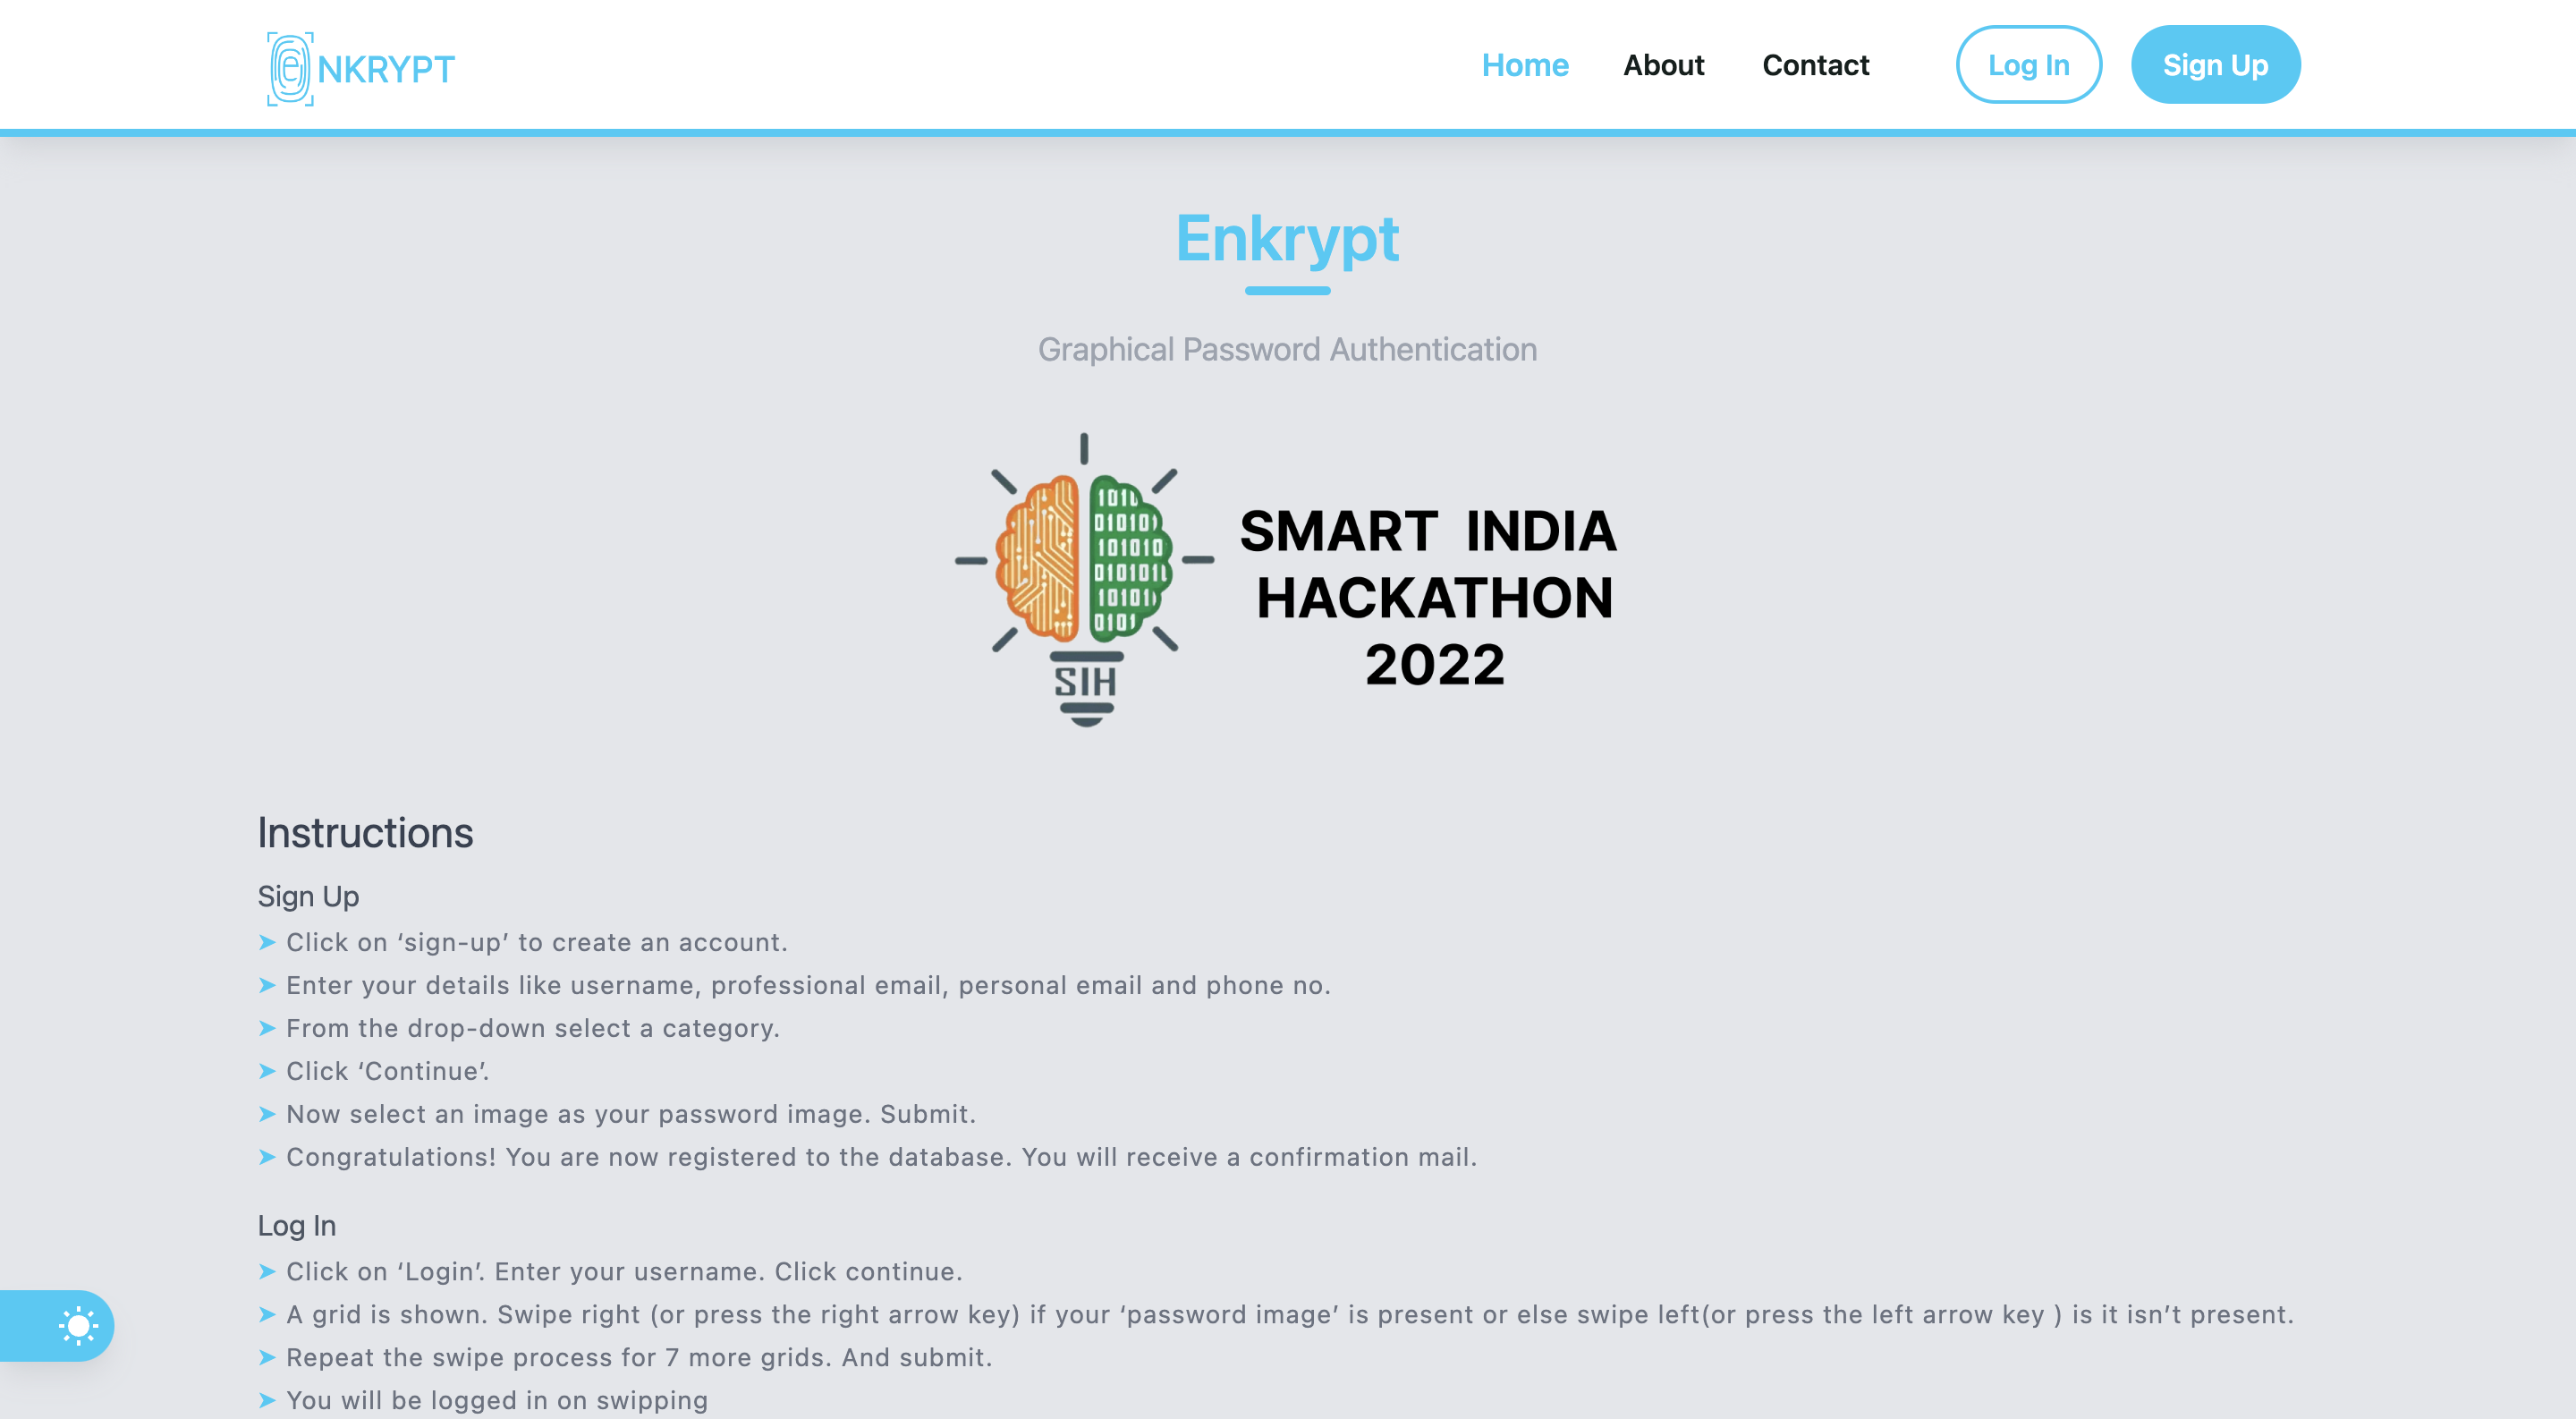 eNKRYPT
Home About Contact Log In Sign Up
Enkrypt
Graphical Password Authentication
1010
010101
101010
010101
10101
0101
SIH
SMART INDIA
HACKATHON
2022
Instructions
Sign Up
➤ Click on ‘sign-up’ to create an account.
➤ Enter your details like username, professional email, personal email and phone no.
➤ From the drop-down select a category.
➤ Click ‘Continue’.
➤ Now select an image as your password image. Submit.
➤ Congratulations! You are now registered to the database. You will receive a confirmation mail.
Log In
➤ Click on ‘Login’. Enter your username. Click continue.
➤ A grid is shown. Swipe right (or press the right arrow key) if your ‘password image’ is present or else swipe left(or press the left arrow key ) is it isn’t present.
➤ Repeat the swipe process for 7 more grids. And submit.
➤ You will be logged in on swipping